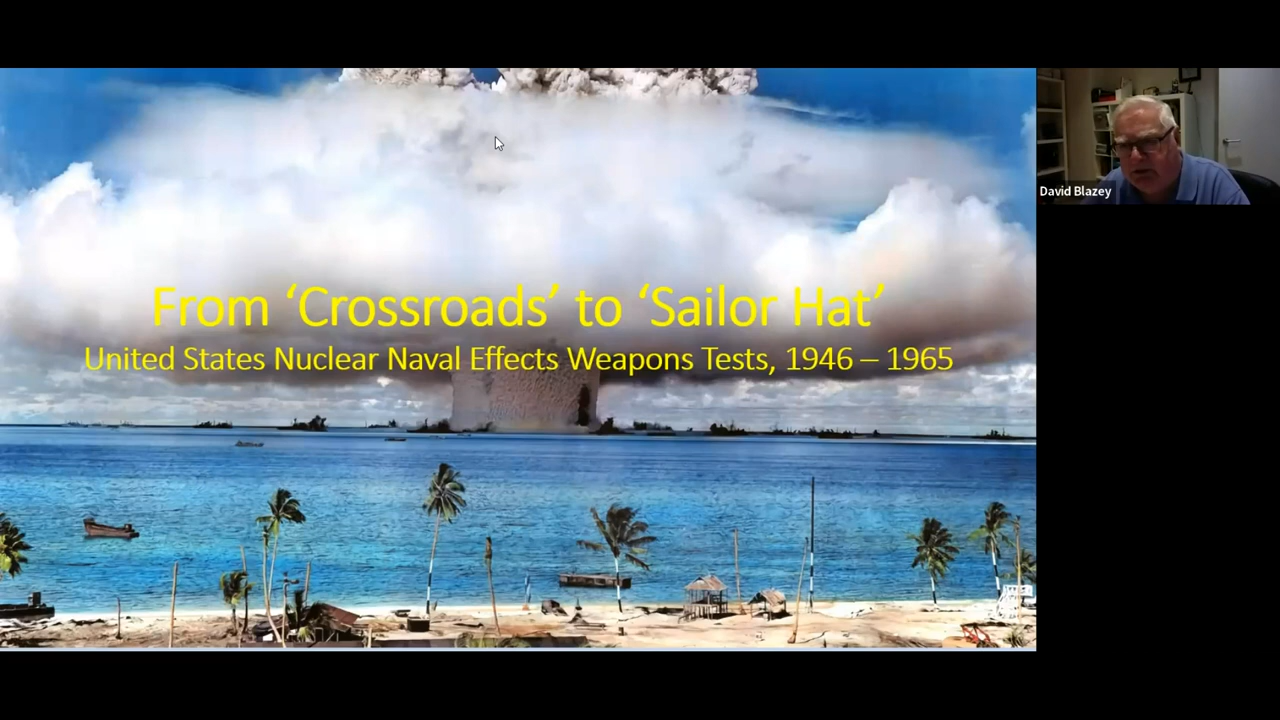 From ‘Crossroads’ to ‘Sailor Hat’
United States Nuclear Naval Effects Weapons Tests, 1946 – 1965
David Blazey